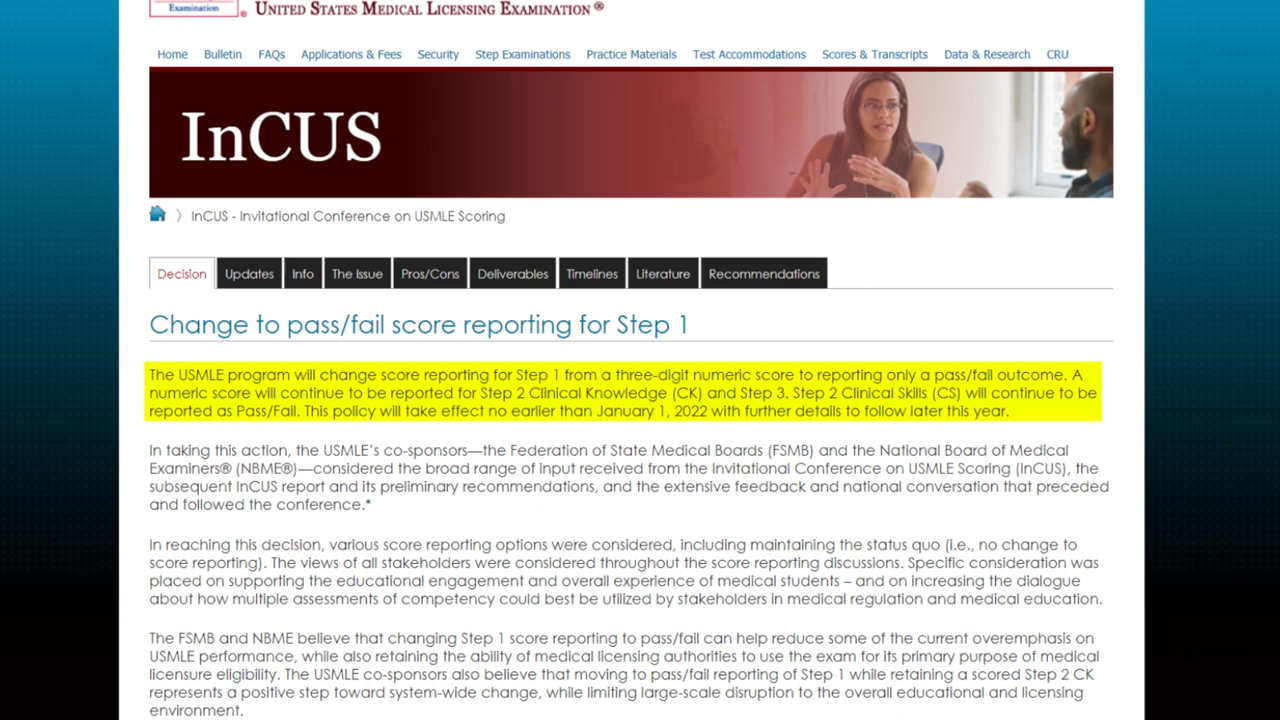 Examination ®
UNITED STATES MEDICAL LICENSING EXAMINATION ®
Home Bulletin FAQs Applications & Fees Security Step Examinations Practice Materials Test Accommodations Scores & Transcripts Data & Research CRU
InCUS
〉 InCUS - Invitational Conference on USMLE Scoring
Decision Updates Info The Issue Pros/Cons Deliverables Timelines Literature Recommendations
Change to pass/fail score reporting for Step 1
The USMLE program will change score reporting for Step 1 from a three-digit numeric score to reporting only a pass/fail outcome. A
numeric score will continue to be reported for Step 2 Clinical Knowledge (CK) and Step 3. Step 2 Clinical Skills (CS) will continue to be
reported as Pass/Fail. This policy will take effect no earlier than January 1, 2022 with further details to follow later this year.
In taking this action, the USMLE's co-sponsors—the Federation of State Medical Boards (FSMB) and the National Board of Medical
Examiners® (NBME®)—considered the broad range of input received from the Invitational Conference on USMLE Scoring (InCUS), the
subsequent InCUS report and its preliminary recommendations, and the extensive feedback and national conversation that preceded
and followed the conference.*
In reaching this decision, various score reporting options were considered, including maintaining the status quo (i.e., no change to
score reporting). The views of all stakeholders were considered throughout the score reporting discussions. Specific consideration was
placed on supporting the educational engagement and overall experience of medical students – and on increasing the dialogue
about how multiple assessments of competency could best be utilized by stakeholders in medical regulation and medical education.
The FSMB and NBME believe that changing Step 1 score reporting to pass/fail can help reduce some of the current overemphasis on
USMLE performance, while also retaining the ability of medical licensing authorities to use the exam for its primary purpose of medical
licensure eligibility. The USMLE co-sponsors also believe that moving to pass/fail reporting of Step 1 while retaining a scored Step 2 CK
represents a positive step toward system-wide change, while limiting large-scale disruption to the overall educational and licensing
environment.